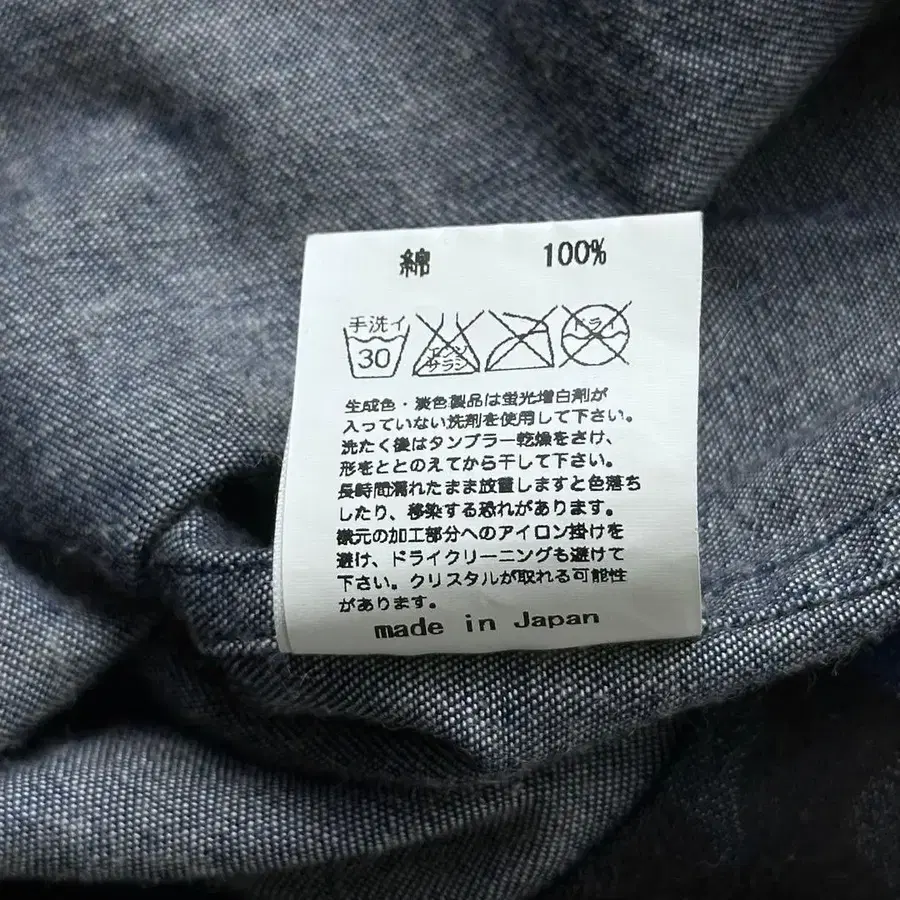 綿 100%
手洗イ エンソ ドライ
30 サラシ
生成色・淡色製品は蛍光増白剤が
入っていない洗剤を使用して下さい。
洗たく後はタンブラー乾燥をさけ、
形をととのえてから干して下さい。
長時間濡れたまま放置しますと色落ち
したり、移染する恐れがあります。
襟元の加工部分へのアイロン掛けを
避け、ドライクリーニングも避けて
下さい。クリスタルが取れる可能性
があります。
made in Japan